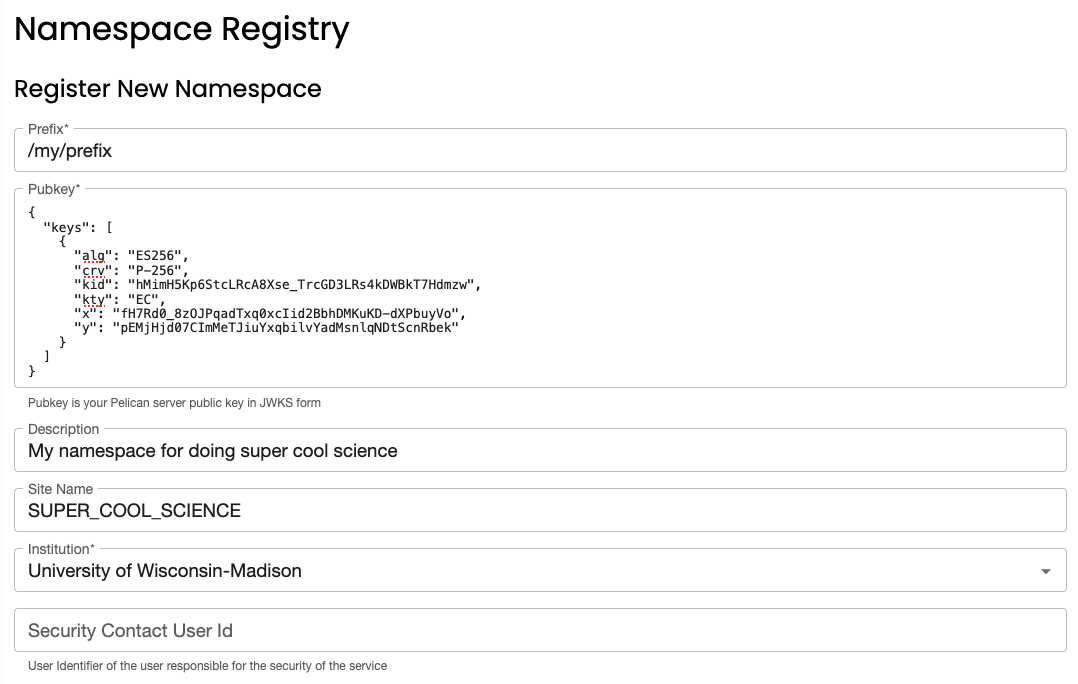 Namespace Registry
Register New Namespace
Prefix*
/my/prefix
Pubkey*
{
  "keys": [
    {
      "alg": "ES256",
      "crv": "P-256",
      "kid": "hMimH5Kp6StcLRcA8Xse_TrcGD3LRs4kDWBkT7Hdmzw",
      "kty": "EC",
      "x": "fH7Rd0_8zOJPqadTxq0xcIid2BbhDMKuKD-dXPbuyVo",
      "y": "pEMjHjd07CImMeTJiuYxqbilvYadMsnlqNDtScnRbek"
    }
  ]
}
Pubkey is your Pelican server public key in JWKS form
Description
My namespace for doing super cool science
Site Name
SUPER_COOL_SCIENCE
Institution*
University of Wisconsin-Madison
Security Contact User Id
User Identifier of the user responsible for the security of the service